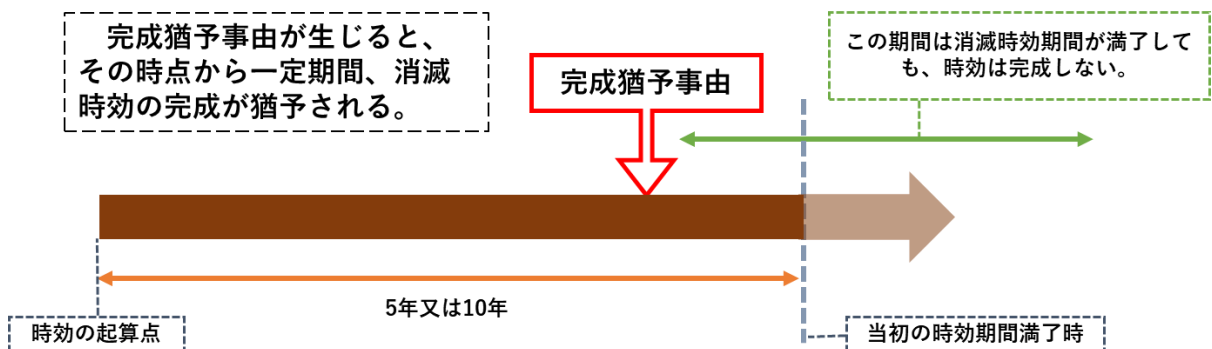 完成猶予事由が生じると、
その時点から一定期間、消滅
時効の完成が猶予される。
完成猶予事由
この期間は消滅時効期間が満了して
も、時効は完成しない。
5年又は10年
時効の起算点
当初の時効期間満了時